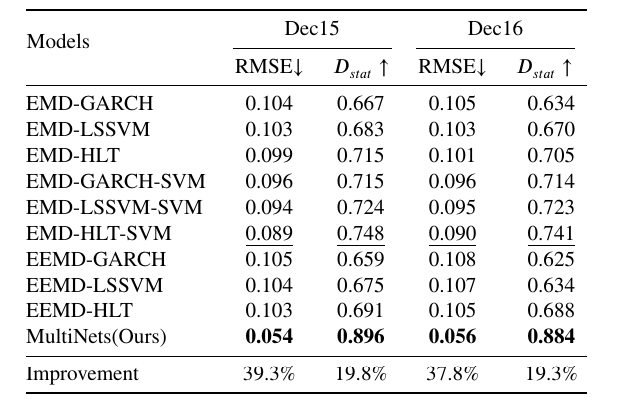 Models Dec15 Dec16
RMSE↓ D_stat ↑ RMSE↓ D_stat ↑
EMD-GARCH 0.104 0.667 0.105 0.634
EMD-LSSVM 0.103 0.683 0.103 0.670
EMD-HLT 0.099 0.715 0.101 0.705
EMD-GARCH-SVM 0.096 0.715 0.096 0.714
EMD-LSSVM-SVM 0.094 0.724 0.095 0.723
EMD-HLT-SVM 0.089 0.748 0.090 0.741
EEMD-GARCH 0.105 0.659 0.108 0.625
EEMD-LSSVM 0.104 0.675 0.107 0.634
EEMD-HLT 0.103 0.691 0.105 0.688
MultiNets(Ours) 0.054 0.896 0.056 0.884
Improvement 39.3% 19.8% 37.8% 19.3%